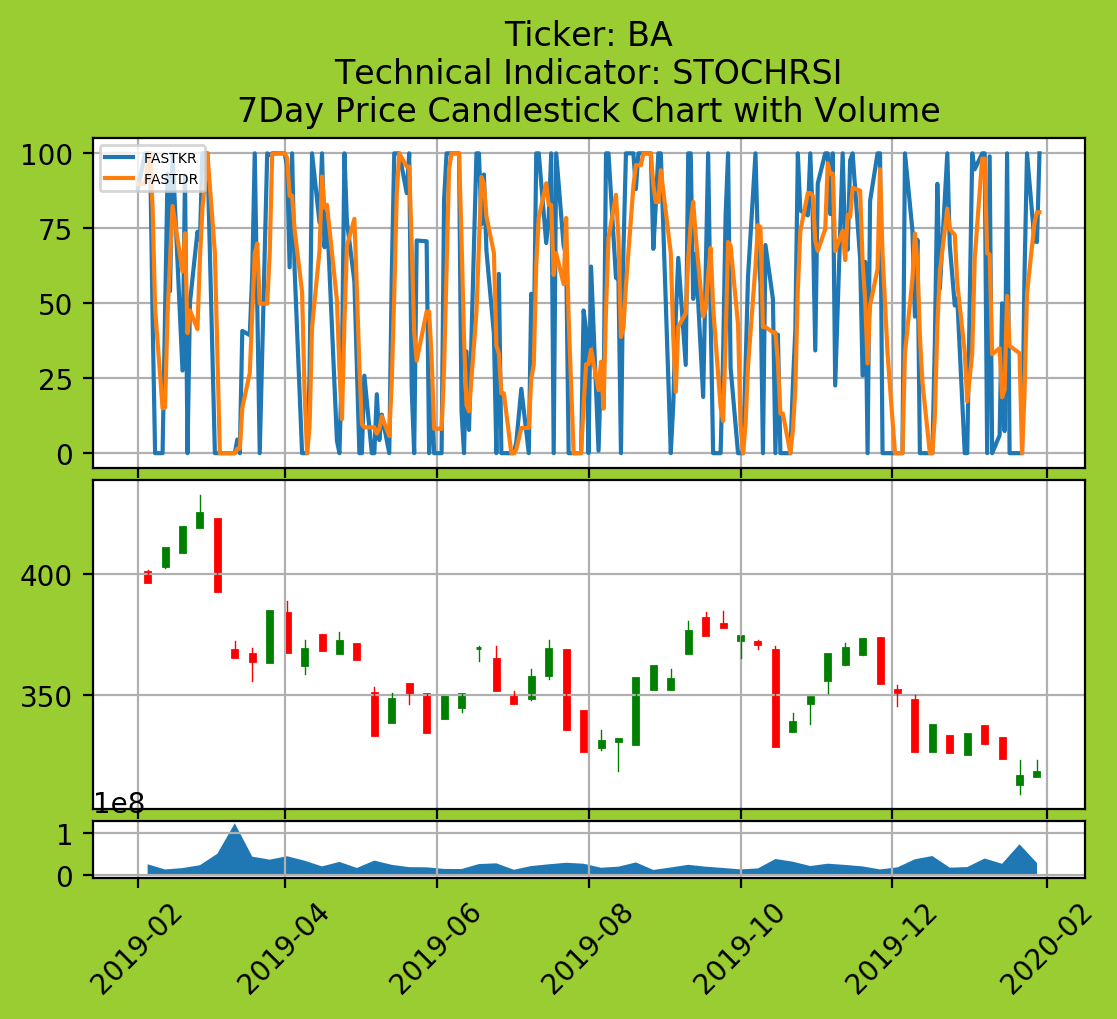 Ticker: BA
Technical Indicator: STOCHRSI
7Day Price Candlestick Chart with Volume
100
75
50
25
0
FASTKR
FASTDR
400
350
1e8
1
0
2019-02
2019-04
2019-06
2019-08
2019-10
2019-12
2020-02